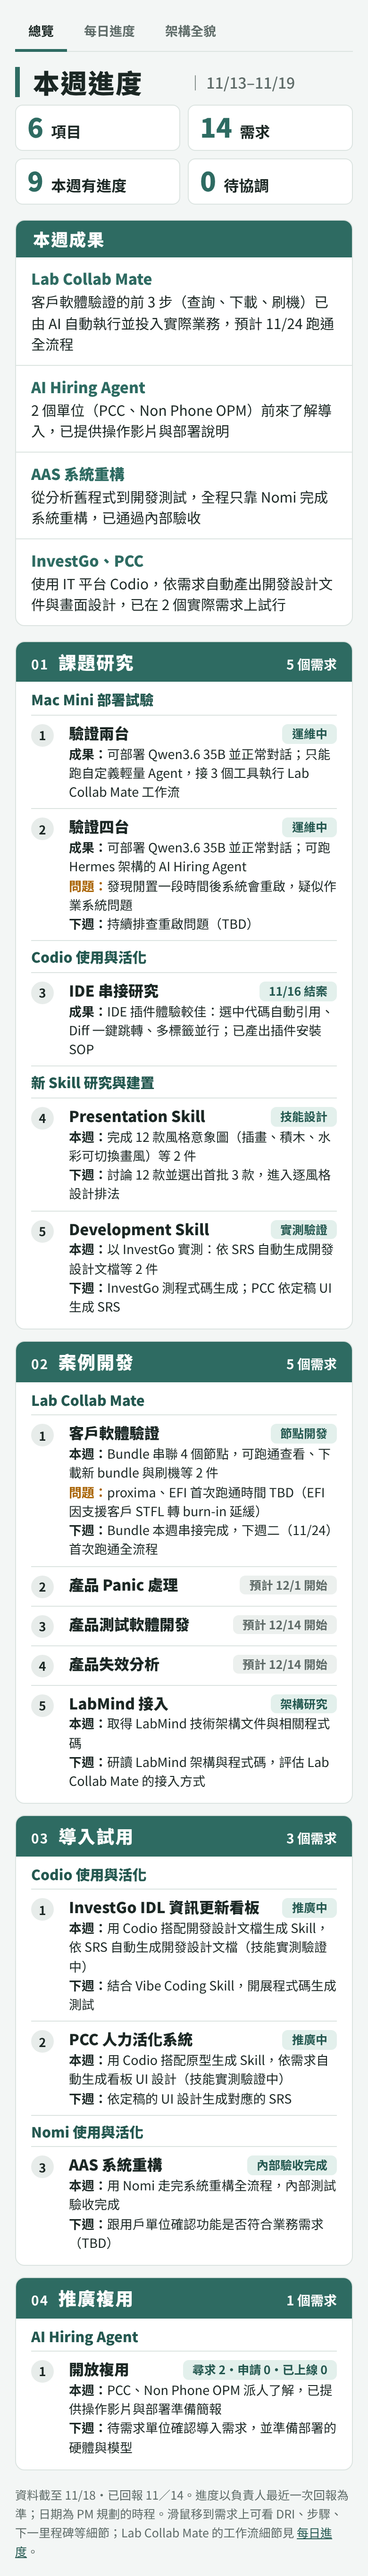 總覽 每日進度 架構全貌
本週進度 | 11/13–11/19
6 項目
14 需求
9 本週有進度
0 待協調
本週成果
Lab Collab Mate
客戶軟體驗證的前 3 步（查詢、下載、刷機）已
由 AI 自動執行並投入實際業務，預計 11/24 跑通
全流程
AI Hiring Agent
2 個單位（PCC、Non Phone OPM）前來了解導
入，已提供操作影片與部署說明
AAS 系統重構
從分析舊程式到開發測試，全程只靠 Nomi 完成
系統重構，已通過內部驗收
InvestGo、PCC
使用 IT 平台 Codio，依需求自動產出開發設計文
件與畫面設計，已在 2 個實際需求上試行
01 課題研究 5 個需求
Mac Mini 部署試驗
1 驗證兩台 運維中
成果：可部署 Qwen3.6 35B 並正常對話；只能
跑自定義輕量 Agent，接 3 個工具執行 Lab
Collab Mate 工作流
2 驗證四台 運維中
成果：可部署 Qwen3.6 35B 並正常對話；可跑
Hermes 架構的 AI Hiring Agent
問題：發現閒置一段時間後系統會重啟，疑似作
業系統問題
下週：持續排查重啟問題（TBD）
Codio 使用與活化
3 IDE 串接研究 11/16 結案
成果：IDE 插件體驗較佳：選中代碼自動引用、
Diff 一鍵跳轉、多標籤並行；已產出插件安裝
SOP
新 Skill 研究與建置
4 Presentation Skill 技能設計
本週：完成 12 款風格意象圖（插畫、積木、水
彩可切換畫風）等 2 件
下週：討論 12 款並選出首批 3 款，進入逐風格
設計排法
5 Development Skill 實測驗證
本週：以 InvestGo 實測：依 SRS 自動生成開發
設計文檔等 2 件
下週：InvestGo 測程式碼生成；PCC 依定稿 UI
生成 SRS
02 案例開發 5 個需求
Lab Collab Mate
1 客戶軟體驗證 節點開發
本週：Bundle 串聯 4 個節點，可跑通查看、下
載新 bundle 與刷機等 2 件
問題：proxima、EFI 首次跑通時間 TBD（EFI
因支援客戶 STFL 轉 burn-in 延緩）
下週：Bundle 本週串接完成，下週二（11/24）
首次跑通全流程
2 產品 Panic 處理 預計 12/1 開始
3 產品測試軟體開發 預計 12/14 開始
4 產品失效分析 預計 12/14 開始
5 LabMind 接入 架構研究
本週：取得 LabMind 技術架構文件與相關程式
碼
下週：研讀 LabMind 架構與程式碼，評估 Lab
Collab Mate 的接入方式
03 導入試用 3 個需求
Codio 使用與活化
1 InvestGo IDL 資訊更新看板 推廣中
本週：用 Codio 搭配開發設計文檔生成 Skill，
依 SRS 自動生成開發設計文檔（技能實測驗證
中）
下週：結合 Vibe Coding Skill，開展程式碼生成
測試
2 PCC 人力活化系統 推廣中
本週：用 Codio 搭配原型生成 Skill，依需求自
動生成看板 UI 設計（技能實測驗證中）
下週：依定稿的 UI 設計生成對應的 SRS
Nomi 使用與活化
3 AAS 系統重構 內部驗收完成
本週：用 Nomi 走完系統重構全流程，內部測試
驗收完成
下週：跟用戶單位確認功能是否符合業務需求
（TBD）
04 推廣複用 1 個需求
AI Hiring Agent
1 開放複用 尋求 2・申請 0・已上線 0
本週：PCC、Non Phone OPM 派人了解，已提
供操作影片與部署準備簡報
下週：待需求單位確認導入需求，並準備部署的
硬體與模型
資料截至 11/18・已回報 11／14。進度以負責人最近一次回報為
準；日期為 PM 規劃的時程。滑鼠移到需求上可看 DRI、步驟、
下一里程碑等細節；Lab Collab Mate 的工作流細節見 每日進
度。